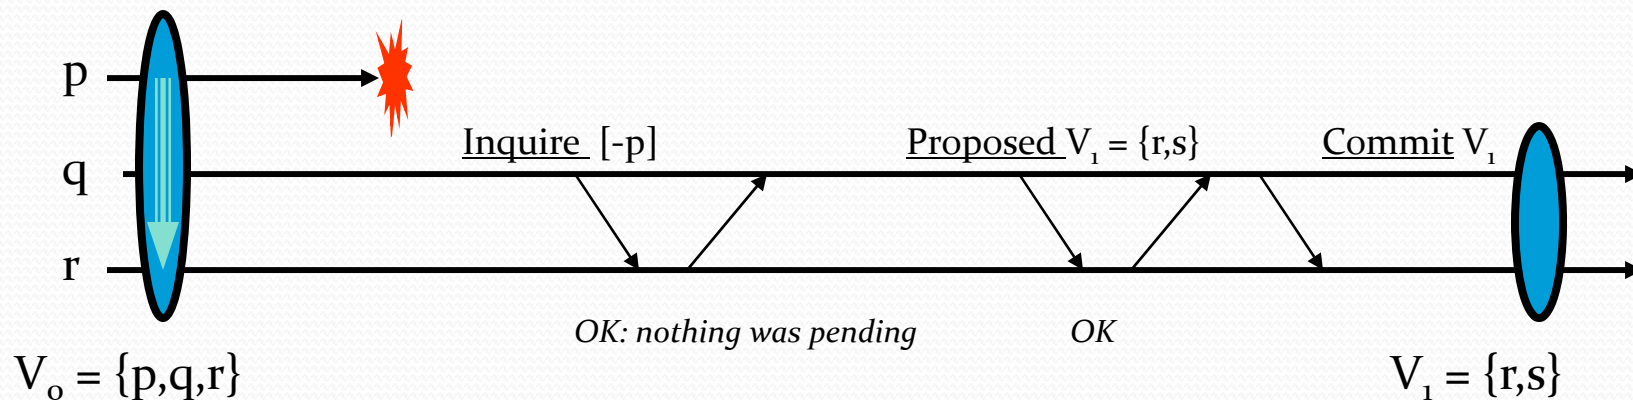 p
Inquire [-p]
Proposed V₁ = {r,s}
Commit V₁
q
r
OK: nothing was pending
OK
V₀ = {p,q,r}
V₁ = {r,s}